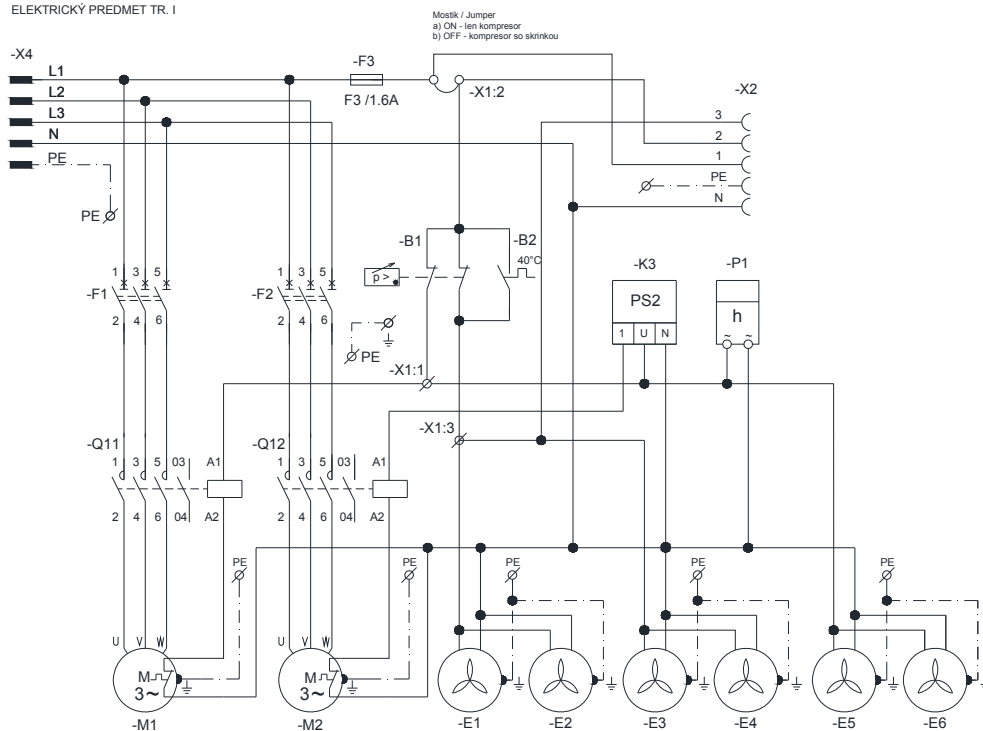 ELEKTRICKÝ PREDMET TR. I
Mostik / Jumper
a) ON - len kompresor
b) OFF - kompresor so skrinkou
-X4
L1
L2
L3
N
PE
-F3
F3 /1.6A
-X1:2
-X2
3
2
1
PE
N
PE
-B1
-B2
40°C
p >
-K3
PS2
1 U N
-P1
h
~ ~
1 3 5
-F1
2 4 6
1 3 5
-F2
2 4 6
PE
-X1:1
-X1:3
-Q11
1 3 5 03 A1
2 4 6 04 A2
-Q12
1 3 5 03 A1
2 4 6 04 A2
PE
PE
PE
PE
PE
U V W
M
3~
-M1
U V W
M
3~
-M2
-E1
-E2
-E3
-E4
-E5
-E6